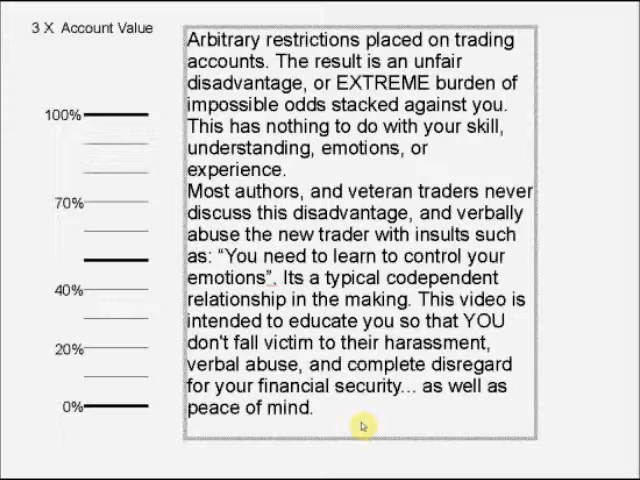 3 X Account Value
100%
70%
40%
20%
0%
Arbitrary restrictions placed on trading
accounts. The result is an unfair
disadvantage, or EXTREME burden of
impossible odds stacked against you.
This has nothing to do with your skill,
understanding, emotions, or
experience.
Most authors, and veteran traders never
discuss this disadvantage, and verbally
abuse the new trader with insults such
as: “You need to learn to control your
emotions”. Its a typical codependent
relationship in the making. This video is
intended to educate you so that YOU
don't fall victim to their harassment,
verbal abuse, and complete disregard
for your financial security... as well as
peace of mind.